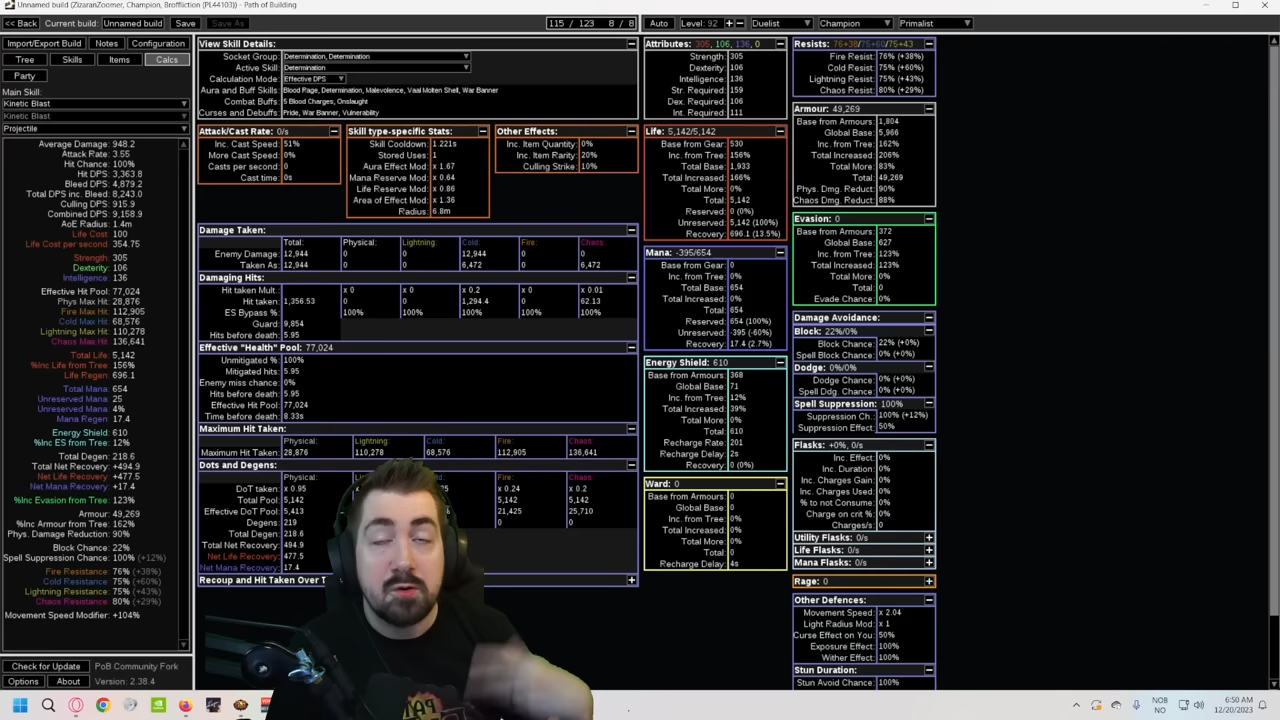 Unnamed build (ZizaranZoomer, Champion, Broffliction (PL44103)) - Path of Building
<< Back Current build: Unnamed build Save Save As 115 / 123 8 / 8 Auto Level: 92 + Duelist Champion Primalist
Import/Export Build Notes Configuration
Tree Skills Items Calcs
Party
Main Skill:
Kinetic Blast
Kinetic Blast
Projectile
Average Damage: 948.2
Attack Rate: 3.55
Hit Chance: 100%
Hit DPS: 3,363.8
Bleed DPS: 4,879.2
Total DPS inc. Bleed: 8,243.0
Culling DPS: 915.9
Combined DPS: 9,158.9
AoE Radius: 1.4m
Life Cost: 100
Life Cost per second: 354.75
Strength: 305
Dexterity: 106
Intelligence: 136
Effective Hit Pool: 77,024
Phys Max Hit: 28,876
Fire Max Hit: 112,905
Cold Max Hit: 68,576
Lightning Max Hit: 110,278
Chaos Max Hit: 136,641
Total Life: 5,142
%Inc Life from Tree: 156%
Life Regen: 696.1
Total Mana: 654
Unreserved Mana: 25
Unreserved Mana: 4%
Mana Regen: 17.4
Energy Shield: 610
%Inc ES from Tree: 12%
Total Degen: 218.6
Total Net Recovery: +494.9
Net Life Recovery: +477.5
Net Mana Recovery: +17.4
%Inc Evasion from Tree: 123%
Armour: 49,269
%Inc Armour from Tree: 162%
Phys. Damage Reduction: 90%
Block Chance: 22%
Spell Suppression Chance: 100% (+12%)
Fire Resistance: 76% (+38%)
Cold Resistance: 75% (+60%)
Lightning Resistance: 75% (+43%)
Chaos Resistance: 80% (+29%)
Movement Speed Modifier: +104%
Check for Update PoB Community Fork
Options About Version: 2.38.4
View Skill Details:
Socket Group: Determination, Determination
Active Skill: Determination
Calculation Mode: Effective DPS
Aura and Buff Skills: Blood Rage, Determination, Malevolence, Vaal Molten Shell, War Banner
Combat Buffs: 5 Blood Charges, Onslaught
Curses and Debuffs: Pride, War Banner, Vulnerability
Attack/Cast Rate: 0/s
Inc. Cast Speed: 51%
More Cast Speed: 0%
Casts per second: 0
Cast time: 0s
Skill type-specific Stats:
Skill Cooldown: 1.221s
Stored Uses: 1
Aura Effect Mod: x 1.67
Mana Reserve Mod: x 0.64
Life Reserve Mod: x 0.86
Area of Effect Mod: x 1.36
Radius: 6.8m
Other Effects:
Inc. Item Quantity: 0%
Inc. Item Rarity: 20%
Culling Strike: 10%
Damage Taken:
Total: Physical: Lightning: Cold: Fire: Chaos:
Enemy Damage: 12,944 0 0 12,944 0 0
Taken As: 12,944 0 0 6,472 0 6,472
Damaging Hits:
Hit taken Mult.: x 0 x 0 x 0.2 x 0 x 0.01
Hit taken: 1,356.53 0 0 1,294.4 0 62.13
ES Bypass %: 100% 100% 100% 100% 100%
Guard: 9,854
Hits before death: 5.95
Effective "Health" Pool: 77,024
Unmitigated %: 100%
Mitigated hits: 5.95
Enemy miss chance: 0%
Hits before death: 5.95
Effective Hit Pool: 77,024
Time before death: 8.33s
Maximum Hit Taken:
Physical: Lightning: Cold: Fire: Chaos:
Maximum Hit Taken: 28,876 110,278 68,576 112,905 136,641
Dots and Degens:
Physical: Fire: Chaos:
DoT taken: x 0.95 x 0.24 x 0.2
Total Pool: 5,142 5,142 5,142
Effective DoT Pool: 5,413 21,425 25,710
Degens: 219 0 0
Total Degen: 218.6
Total Net Recovery: 494.9
Net Life Recovery: 477.5
Net Mana Recovery: 17.4
Recoup and Hit Taken Over T
Attributes: 305, 106, 136, 0
Strength: 305
Dexterity: 106
Intelligence: 136
Str. Required: 159
Dex. Required: 106
Int. Required: 111
Life: 5,142/5,142
Base from Gear: 530
Inc. from Tree: 156%
Total Base: 1,933
Total Increased: 166%
Total More: 0%
Total: 5,142
Reserved: 0 (0%)
Unreserved: 5,142 (100%)
Recovery: 696.1 (13.5%)
Mana: -395/654
Base from Gear: 0
Inc. from Tree: 0%
Total Base: 654
Total Increased: 0%
Total: 654
Reserved: 654 (100%)
Unreserved: -395 (-60%)
Recovery: 17.4 (2.7%)
Energy Shield: 610
Base from Armours: 368
Global Base: 71
Inc. from Tree: 12%
Total Increased: 39%
Total More: 0%
Total: 610
Recharge Rate: 201
Recharge Delay: 2s
Recovery: 0 (0%)
Ward: 0
Base from Armours: 0
Global Base: 0
Inc. from Tree: 0%
Total Increased: 0%
Total More: 0%
Total: 0
Recharge Delay: 4s
Resists: 76+38/75+60/75+43
Fire Resist: 76% (+38%)
Cold Resist: 75% (+60%)
Lightning Resist: 75% (+43%)
Chaos Resist: 80% (+29%)
Armour: 49,269
Base from Armours: 1,804
Global Base: 5,966
Inc. from Tree: 162%
Total Increased: 206%
Total More: 83%
Total: 49,269
Phys. Dmg. Reduct: 90%
Chaos Dmg. Reduct: 88%
Evasion: 0
Base from Armours: 372
Global Base: 627
Inc. from Tree: 123%
Total Increased: 123%
Total More: 0%
Total: 0
Evade Chance: 0%
Damage Avoidance:
Block: 22%/0%
Block Chance: 22% (+0%)
Spell Block Chance: 0% (+0%)
Dodge: 0%/0%
Dodge Chance: 0% (+0%)
Spell Ddg. Chance: 0% (+0%)
Spell Suppression: 100%
Suppression Ch.: 100% (+12%)
Suppression Effect: 50%
Flasks: +0%, 0/s
Inc. Effect: 0%
Inc. Duration: 0%
Inc. Charges Gain: 0%
Inc. Charges Used: 0%
% to not Consume: 0%
Charge on crit %: 0%
Charges/s: 0
Utility Flasks: 0/s
Life Flasks: 0/s
Mana Flasks: 0/s
Rage: 0
Other Defences:
Movement Speed: x 2.04
Light Radius Mod: x 1
Curse Effect on You: 50%
Exposure Effect: 100%
Wither Effect: 100%
Stun Duration:
Stun Avoid Chance: 100%
NOB
NO
6:50 AM
12/20/2023